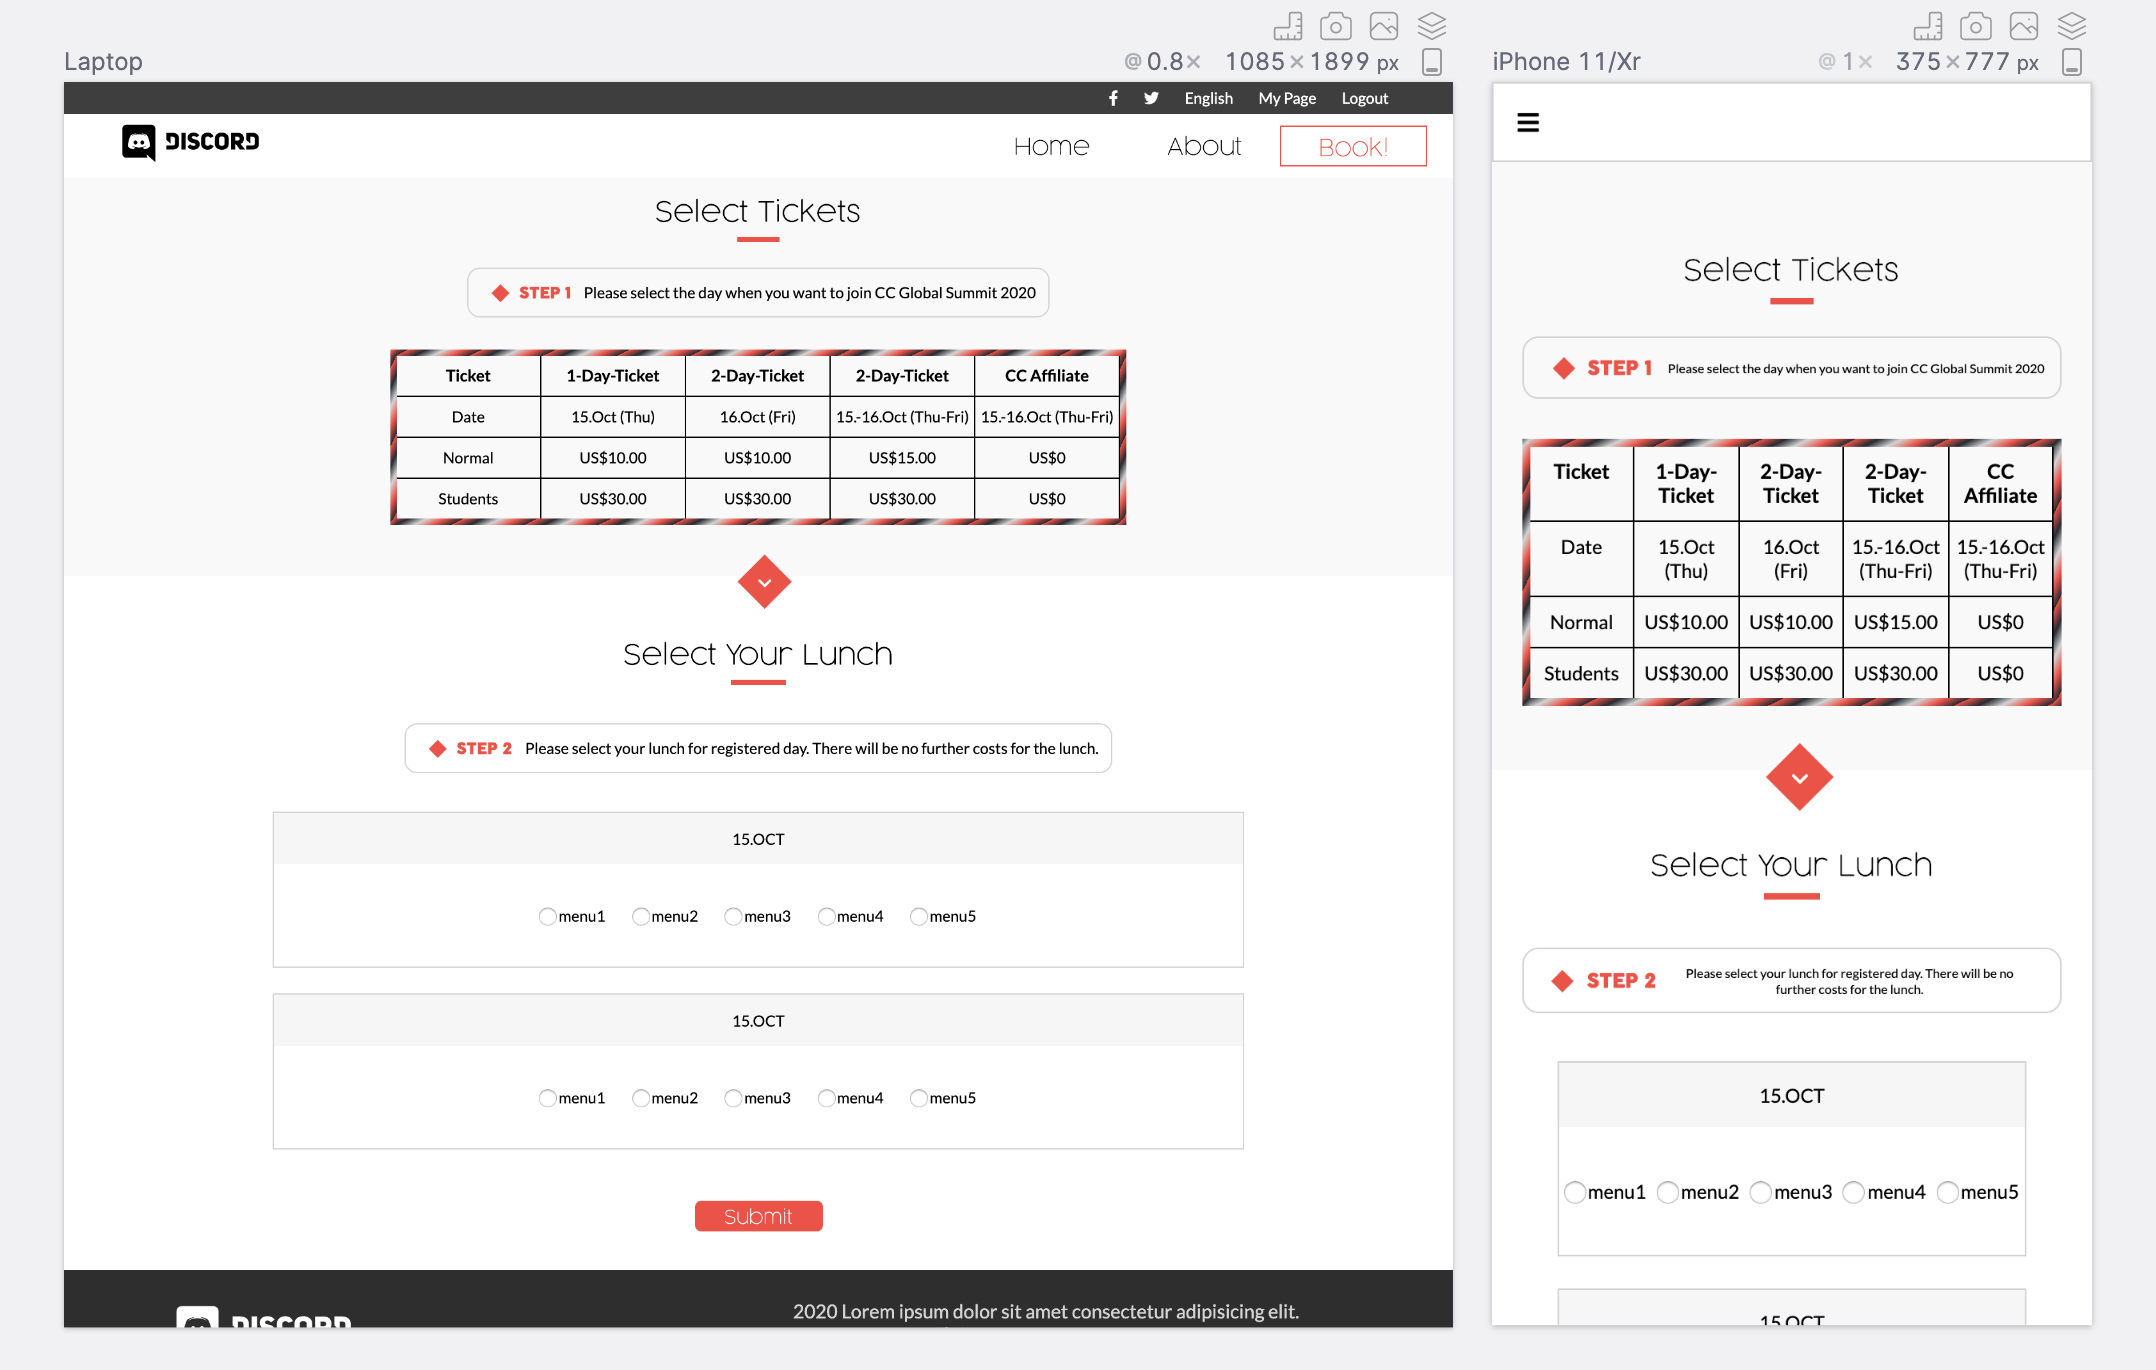 Laptop
@ 0.8× 1085×1899 px
English My Page Logout
DISCORD
Home About Book!
Select Tickets
STEP 1 Please select the day when you want to join CC Global Summit 2020
Ticket 1-Day-Ticket 2-Day-Ticket 2-Day-Ticket CC Affiliate
Date 15.Oct (Thu) 16.Oct (Fri) 15.-16.Oct (Thu-Fri) 15.-16.Oct (Thu-Fri)
Normal US$10.00 US$10.00 US$15.00 US$0
Students US$30.00 US$30.00 US$30.00 US$0
Select Your Lunch
STEP 2 Please select your lunch for registered day. There will be no further costs for the lunch.
15.OCT
menu1 menu2 menu3 menu4 menu5
15.OCT
menu1 menu2 menu3 menu4 menu5
Submit
DISCORD
2020 Lorem ipsum dolor sit amet consectetur adipisicing elit.
iPhone 11/Xr
@ 1× 375×777 px
Select Tickets
STEP 1 Please select the day when you want to join CC Global Summit 2020
Ticket 1-Day- 2-Day- 2-Day- CC
Ticket Ticket Ticket Affiliate
Date 15.Oct 16.Oct 15.-16.Oct 15.-16.Oct
(Thu) (Fri) (Thu-Fri) (Thu-Fri)
Normal US$10.00 US$10.00 US$15.00 US$0
Students US$30.00 US$30.00 US$30.00 US$0
Select Your Lunch
STEP 2 Please select your lunch for registered day. There will be no
further costs for the lunch.
15.OCT
menu1 menu2 menu3 menu4 menu5
15.OCT